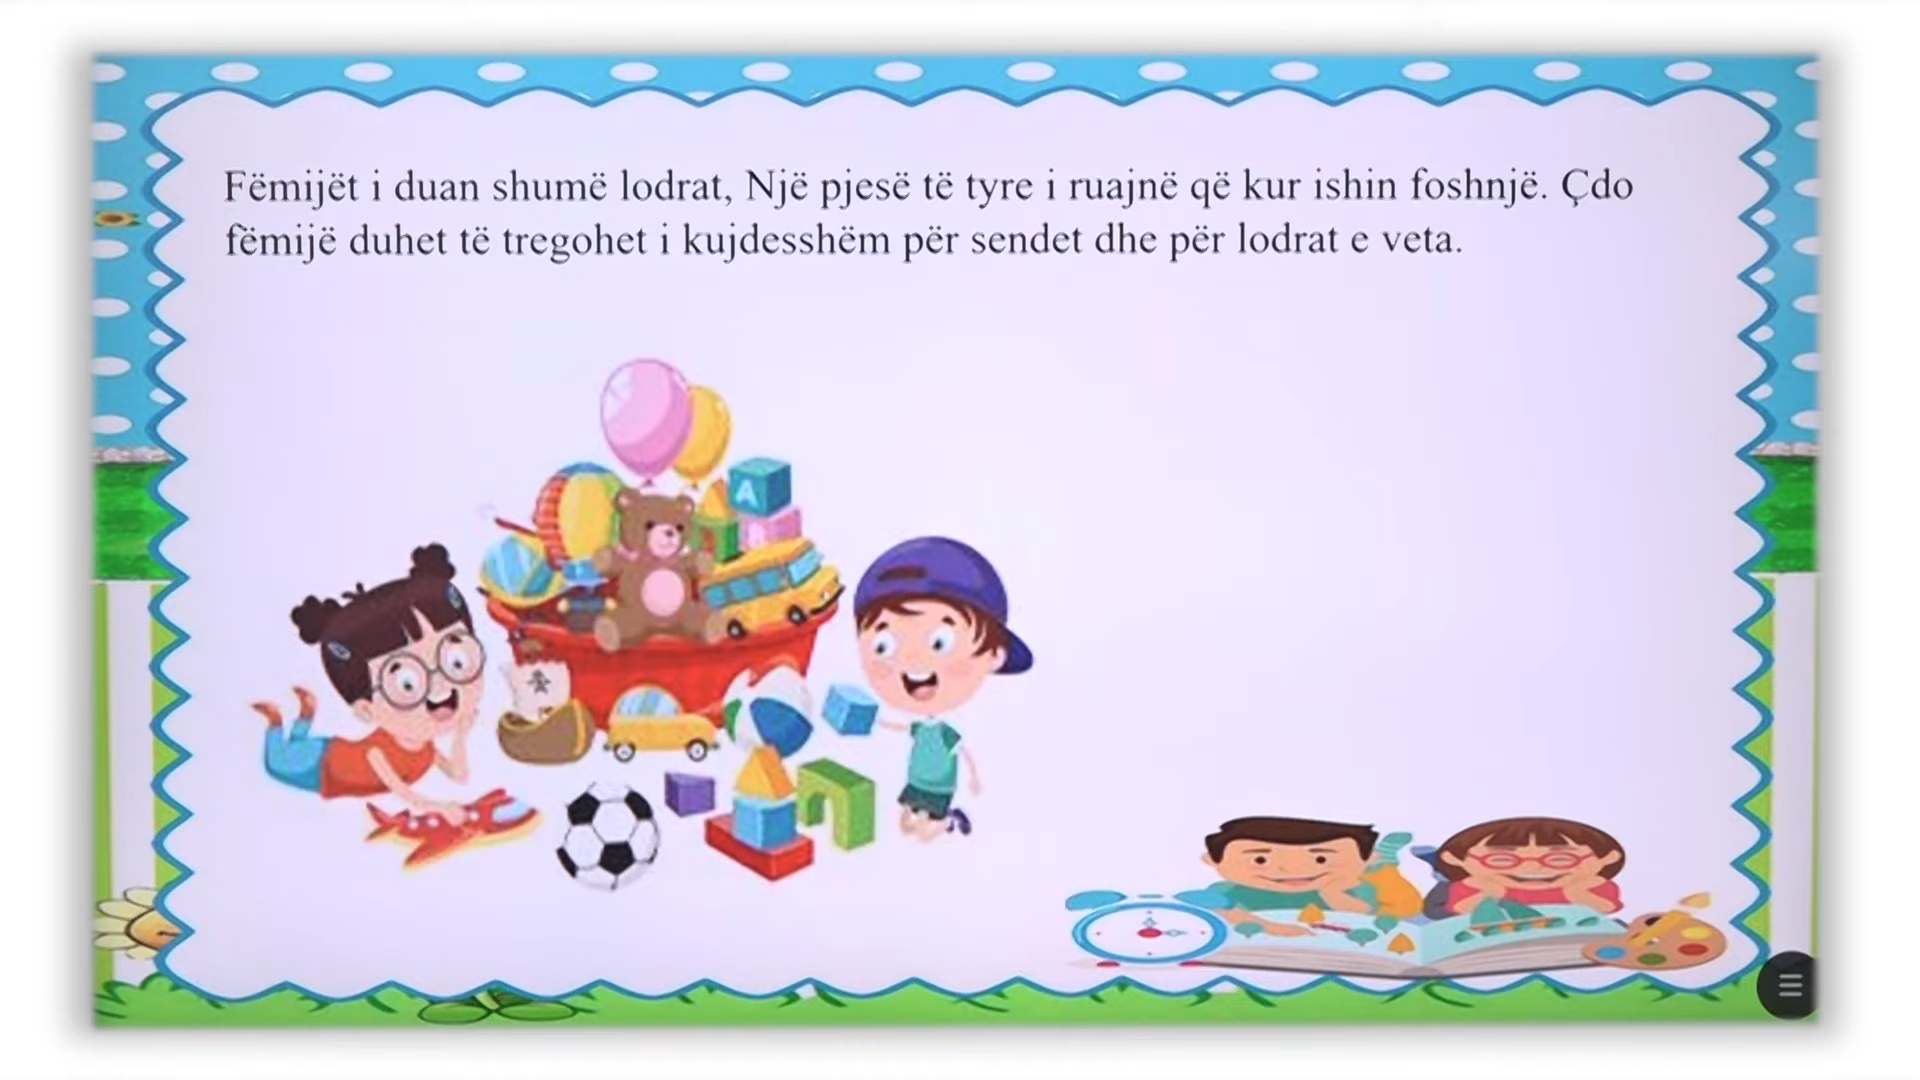 Fëmijët i duan shumë lodrat, Një pjesë të tyre i ruajnë që kur ishin foshnjë. Çdo
fëmijë duhet të tregohet i kujdesshëm për sendet dhe për lodrat e veta.
A